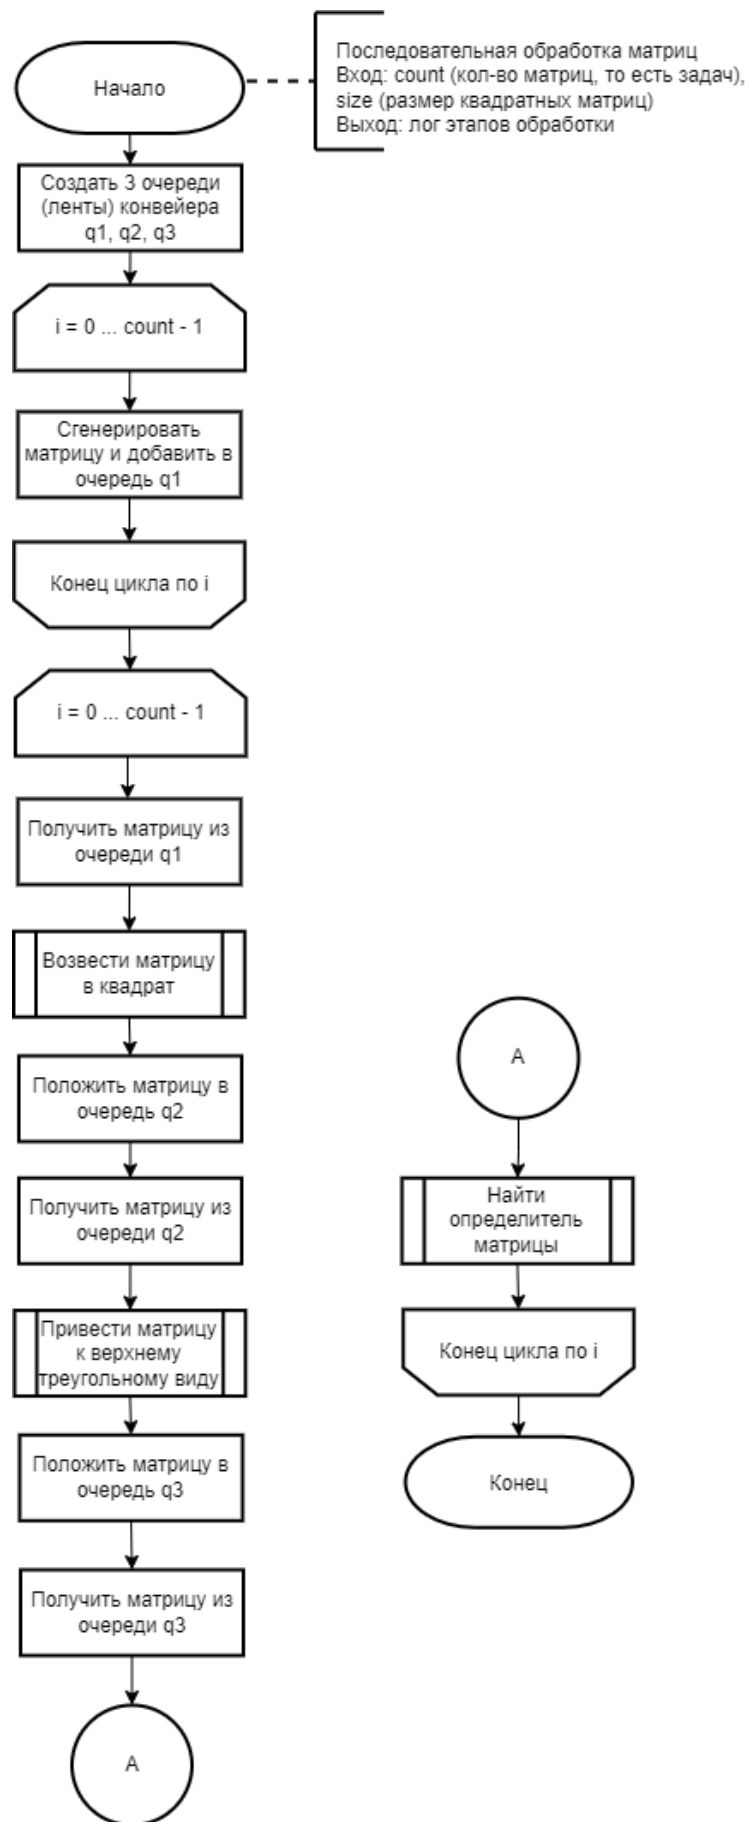 Начало
Последовательная обработка матриц
Вход: count (кол-во матриц, то есть задач),
size (размер квадратных матриц)
Выход: лог этапов обработки
Создать 3 очереди
(ленты) конвейера
q1, q2, q3
i = 0 ... count - 1
Сгенерировать
матрицу и добавить в
очередь q1
Конец цикла по i
i = 0 ... count - 1
Получить матрицу из
очереди q1
Возвести матрицу
в квадрат
Положить матрицу в
очередь q2
Получить матрицу из
очереди q2
Привести матрицу
к верхнему
треугольному виду
Положить матрицу в
очередь q3
Получить матрицу из
очереди q3
А
А
Найти
определитель
матрицы
Конец цикла по i
Конец